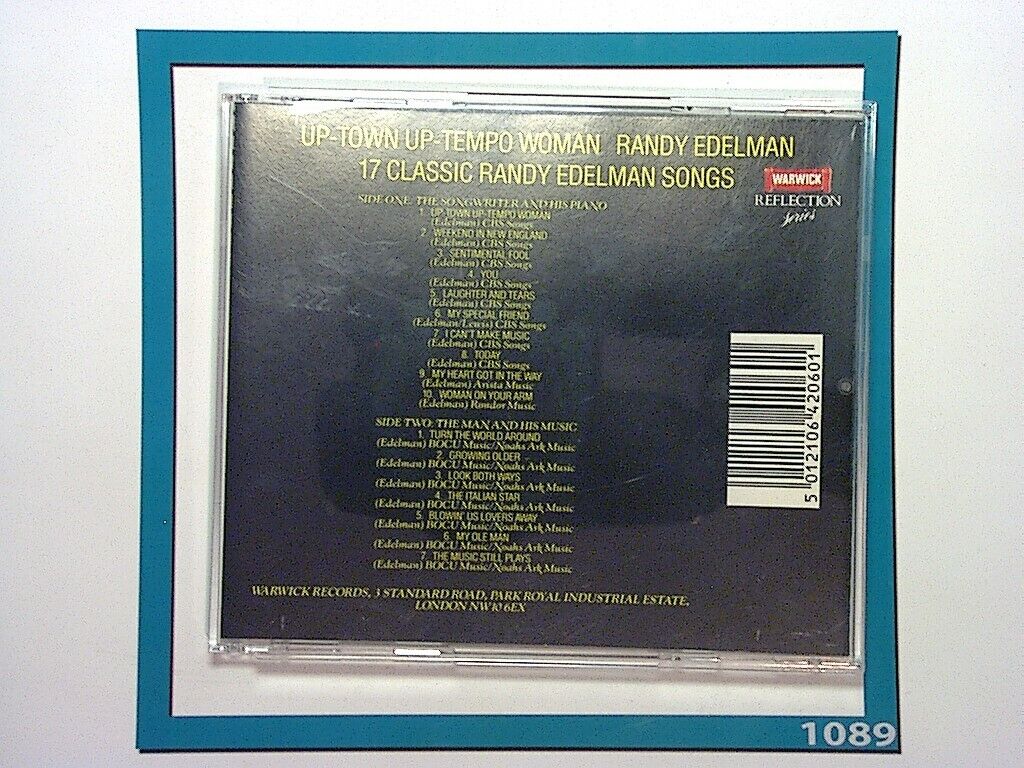 UP-TOWN UP-TEMPO WOMAN RANDY EDELMAN
17 CLASSIC RANDY EDELMAN SONGS
WARWICK
REFLECTION
series
SIDE ONE: THE SONGWRITER AND HIS PIANO
1. UP-TOWN UP-TEMPO WOMAN
(Edelman) CBS Songs
2. WEEKEND IN NEW ENGLAND
(Edelman) CBS Songs
3. SENTIMENTAL FOOL
(Edelman) CBS Songs
4. YOU
(Edelman) CBS Songs
5. LAUGHTER AND TEARS
(Edelman) CBS Songs
6. MY SPECIAL FRIEND
(Edelman/Lewis) CBS Songs
7. I CAN'T MAKE MUSIC
(Edelman) CBS Songs
8. TODAY
(Edelman) CBS Songs
9. MY HEART GOT IN THE WAY
(Edelman) Arista Music
10. WOMAN ON YOUR ARM
(Edelman) Rondor Music
SIDE TWO: THE MAN AND HIS MUSIC
1. TURN THE WORLD AROUND
(Edelman) BOCU Music/Noahs Ark Music
2. GROWING OLDER
(Edelman) BOCU Music/Noahs Ark Music
3. LOOK BOTH WAYS
(Edelman) BOCU Music/Noahs Ark Music
4. THE ITALIAN STAR
(Edelman) BOCU Music/Noahs Ark Music
5. BLOWIN' US LOVERS AWAY
(Edelman) BOCU Music/Noahs Ark Music
6. MY OLE MAN
(Edelman) BOCU Music/Noahs Ark Music
7. THE MUSIC STILL PLAYS
(Edelman) BOCU Music/Noahs Ark Music
WARWICK RECORDS, 3 STANDARD ROAD, PARK ROYAL INDUSTRIAL ESTATE,
LONDON NW10 6EX
5 012106 420601
1089